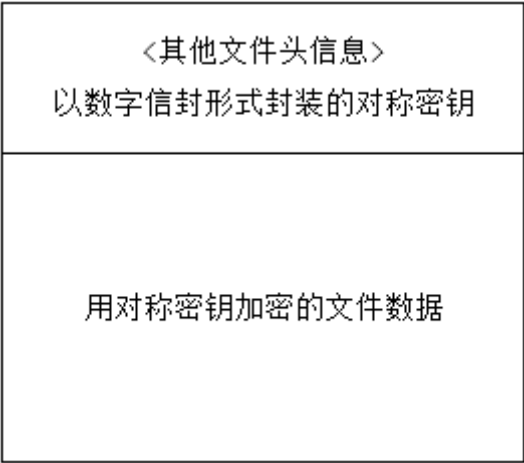 <其他文件头信息>
以数字信封形式封装的对称密钥
用对称密钥加密的文件数据